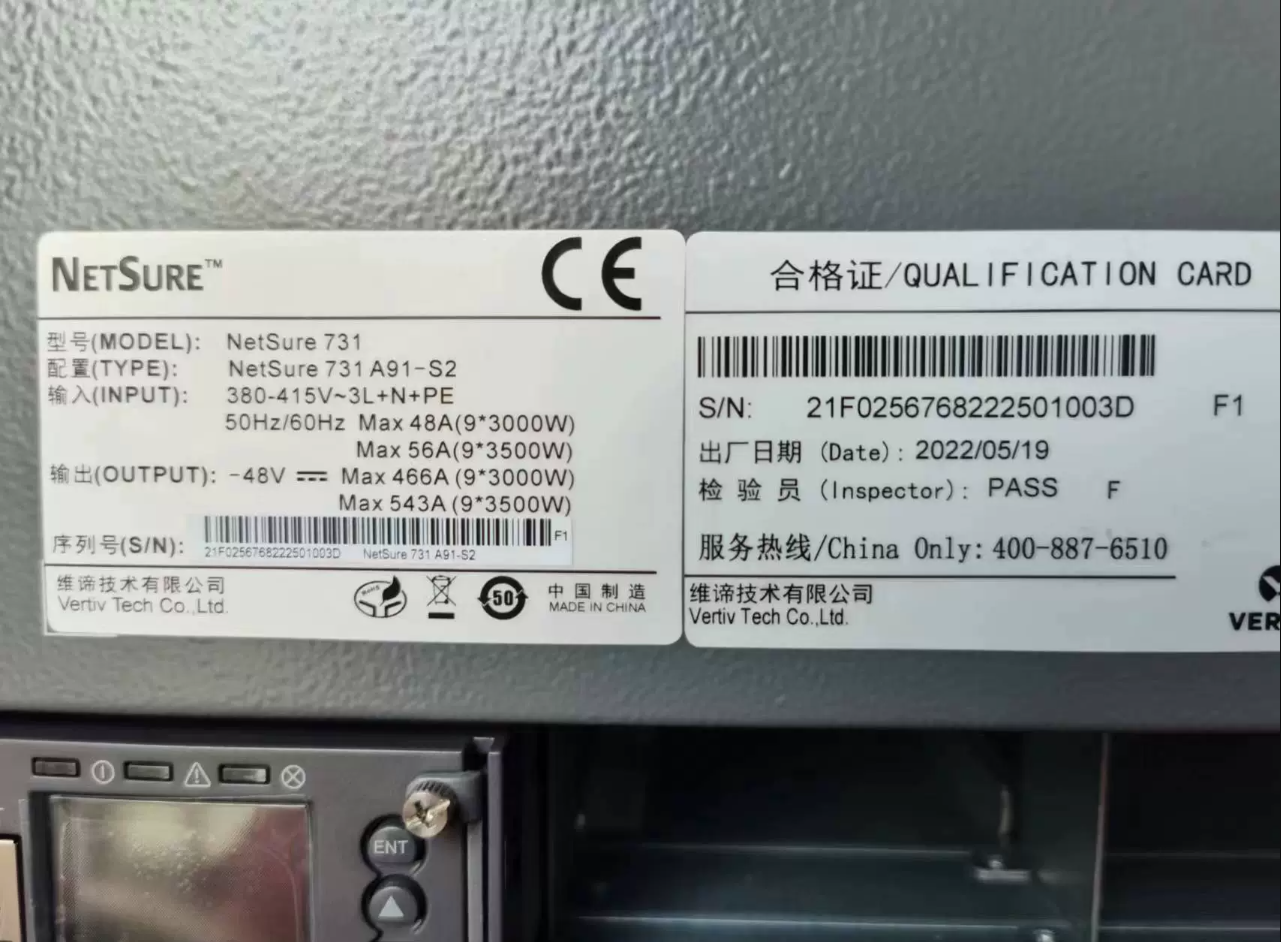 NETSURE™
CE
型号(MODEL): NetSure 731
配置(TYPE): NetSure 731 A91-S2
输入(INPUT): 380-415V~3L+N+PE
50Hz/60Hz Max 48A(9*3000W)
Max 56A(9*3500W)
输出(OUTPUT): -48V Max 466A (9*3000W)
Max 543A (9*3500W)
序列号(S/N): F1
21F0256768222501003D NetSure 731 A91-S2
维谛技术有限公司
Vertiv Tech Co.,Ltd.
50
中国制造
MADE IN CHINA
合格证/QUALIFICATION CARD
S/N: 21F0256768222501003D F1
出厂日期 (Date): 2022/05/19
检验员 (Inspector): PASS F
服务热线/China Only: 400-887-6510
维谛技术有限公司
Vertiv Tech Co.,Ltd.
VER
ENT